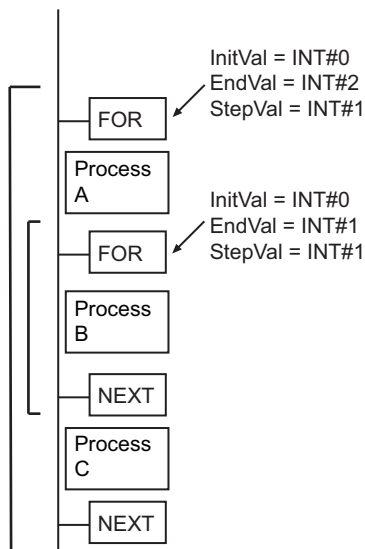 InitVal = INT#0
EndVal = INT#2
StepVal = INT#1
FOR
Process
A
InitVal = INT#0
EndVal = INT#1
StepVal = INT#1
FOR
Process
B
NEXT
Process
C
NEXT